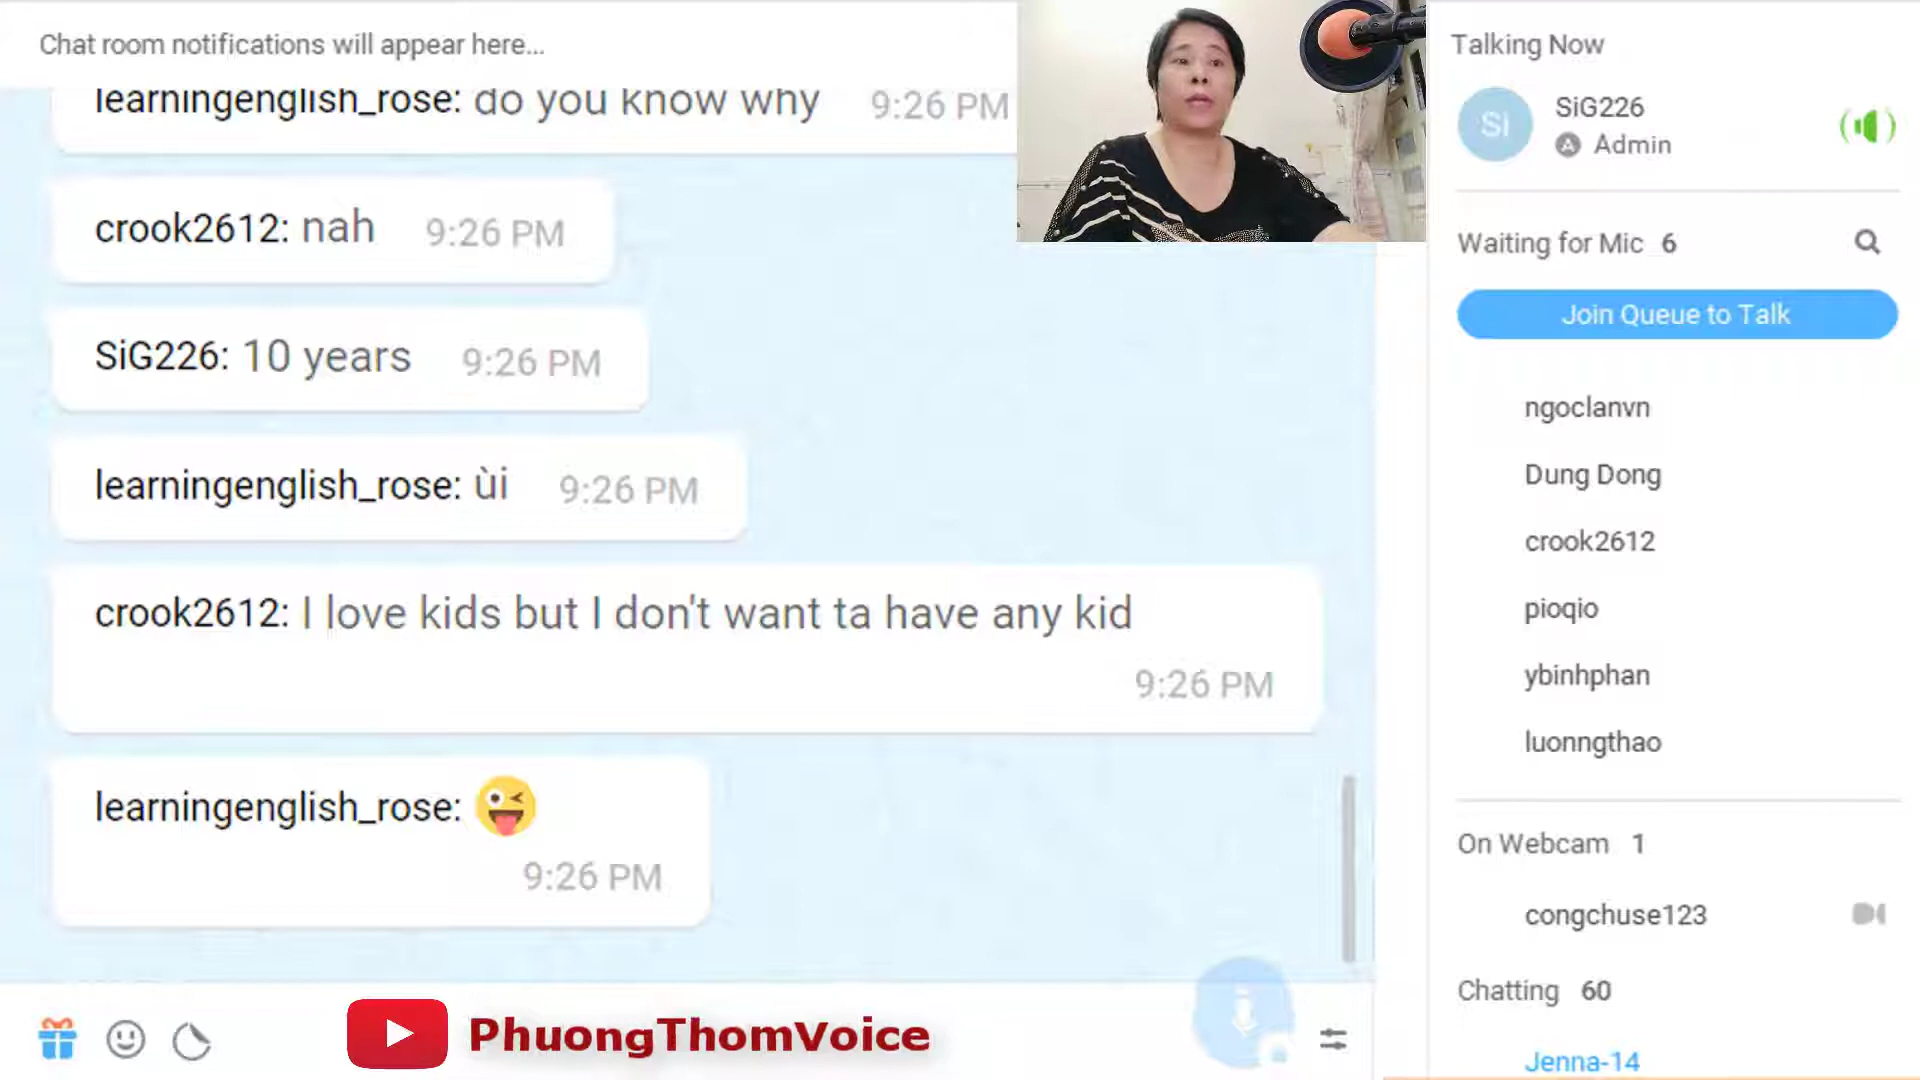 Chat room notifications will appear here...
learningenglish_rose: do you know why 9:26 PM
crook2612: nah 9:26 PM
SiG226: 10 years 9:26 PM
learningenglish_rose: ùi 9:26 PM
crook2612: I love kids but I don't want ta have any kid
9:26 PM
learningenglish_rose: 😜
9:26 PM
PhuongThomVoice
Talking Now
Si
SiG226
A Admin
Waiting for Mic 6
Join Queue to Talk
ngoclanvn
Dung Dong
crook2612
pioqio
ybinhphan
luonngthao
On Webcam 1
congchuse123
Chatting 60
Jenna-14